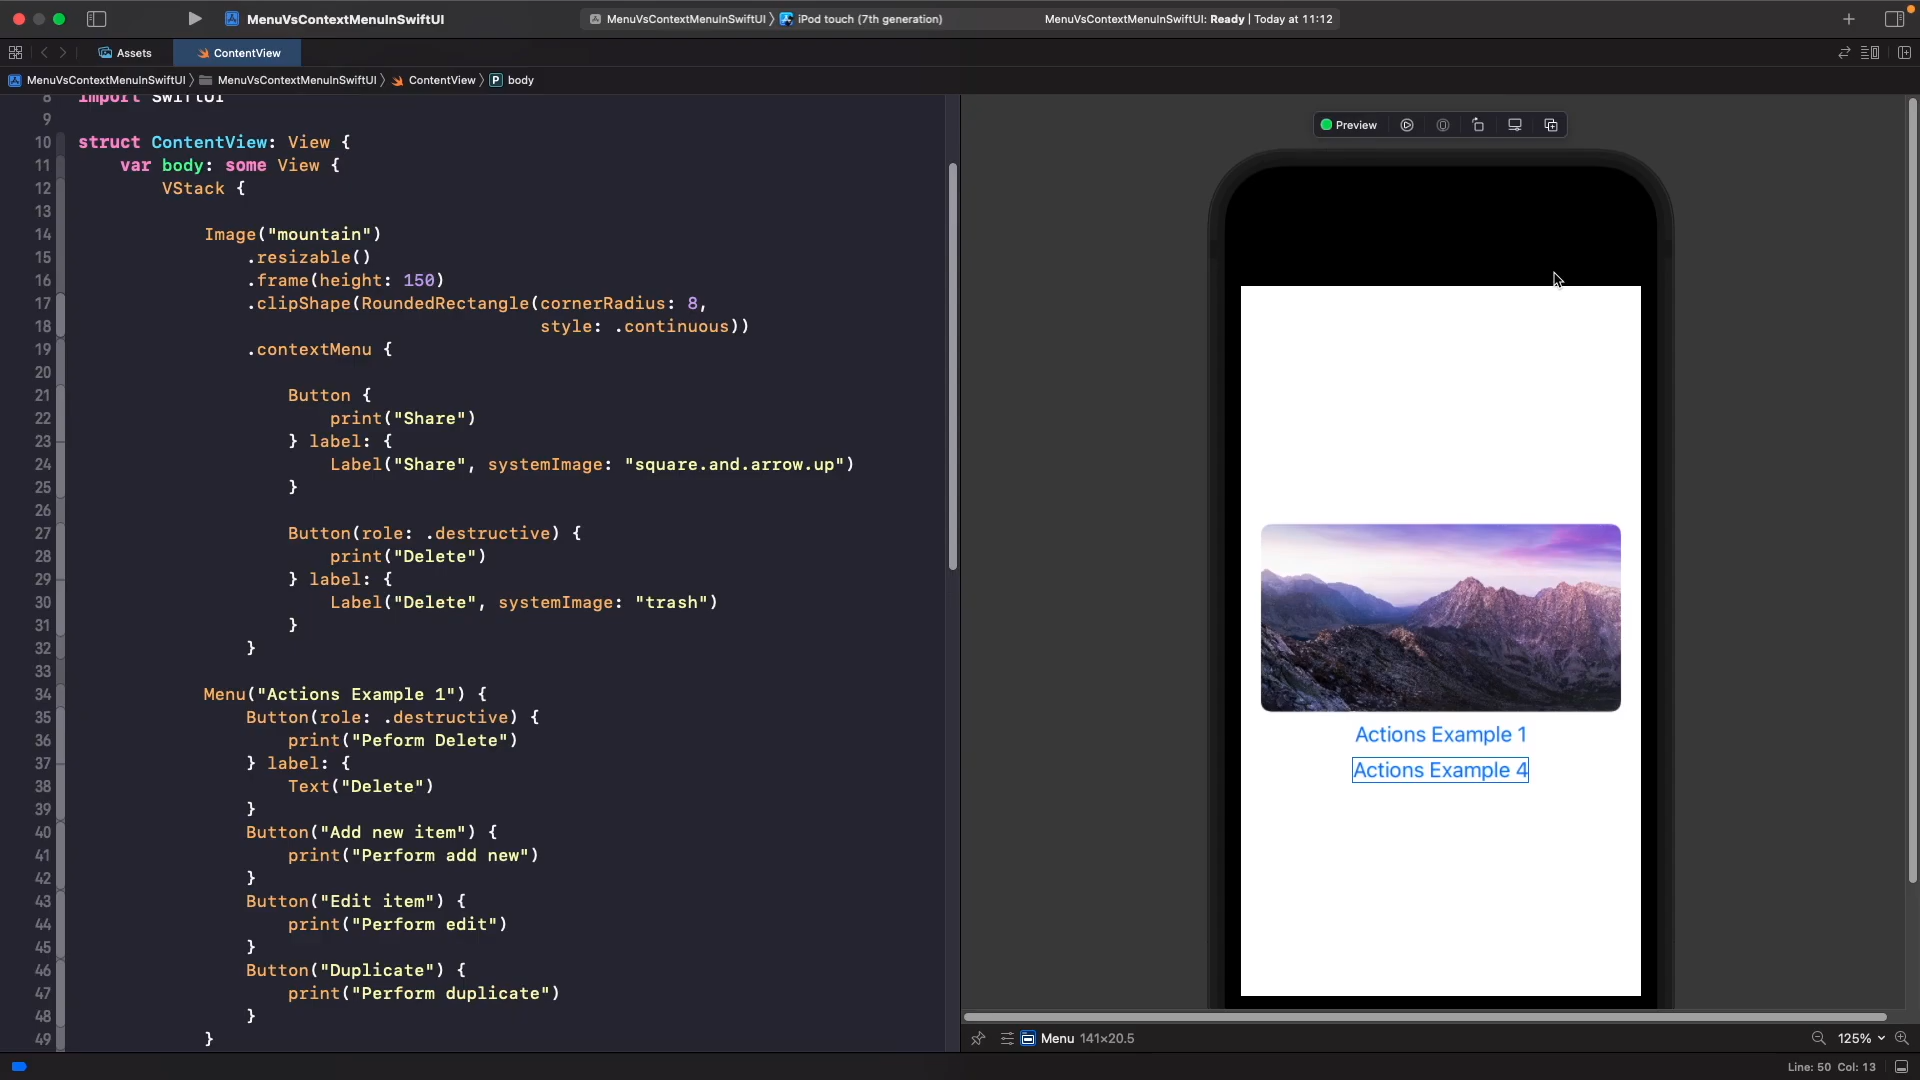 MenuVsContextMenuInSwiftUI
MenuVsContextMenuInSwiftUI 〉 iPod touch (7th generation)
MenuVsContextMenuInSwiftUI: Ready | Today at 11:12
Assets
ContentView
MenuVsContextMenuInSwiftUI 〉 MenuVsContextMenuInSwiftUI 〉 ContentView 〉 P body
8 import SwiftUI
9
10 struct ContentView: View {
11 var body: some View {
12 VStack {
13
14 Image("mountain")
15 .resizable()
16 .frame(height: 150)
17 .clipShape(RoundedRectangle(cornerRadius: 8,
18 style: .continuous))
19 .contextMenu {
20
21 Button {
22 print("Share")
23 } label: {
24 Label("Share", systemImage: "square.and.arrow.up")
25 }
26
27 Button(role: .destructive) {
28 print("Delete")
29 } label: {
30 Label("Delete", systemImage: "trash")
31 }
32 }
33
34 Menu("Actions Example 1") {
35 Button(role: .destructive) {
36 print("Peform Delete")
37 } label: {
38 Text("Delete")
39 }
40 Button("Add new item") {
41 print("Perform add new")
42 }
43 Button("Edit item") {
44 print("Perform edit")
45 }
46 Button("Duplicate") {
47 print("Perform duplicate")
48 }
49 }
Preview
Actions Example 1
Actions Example 4
Menu 141×20.5
125%
Line: 50 Col: 13